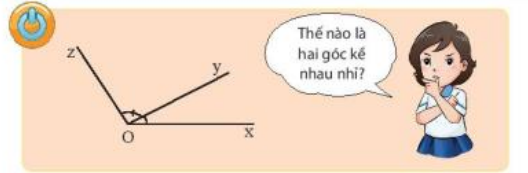 Thế nào là
hai góc kề
nhau nhỉ?
z
y
O
x